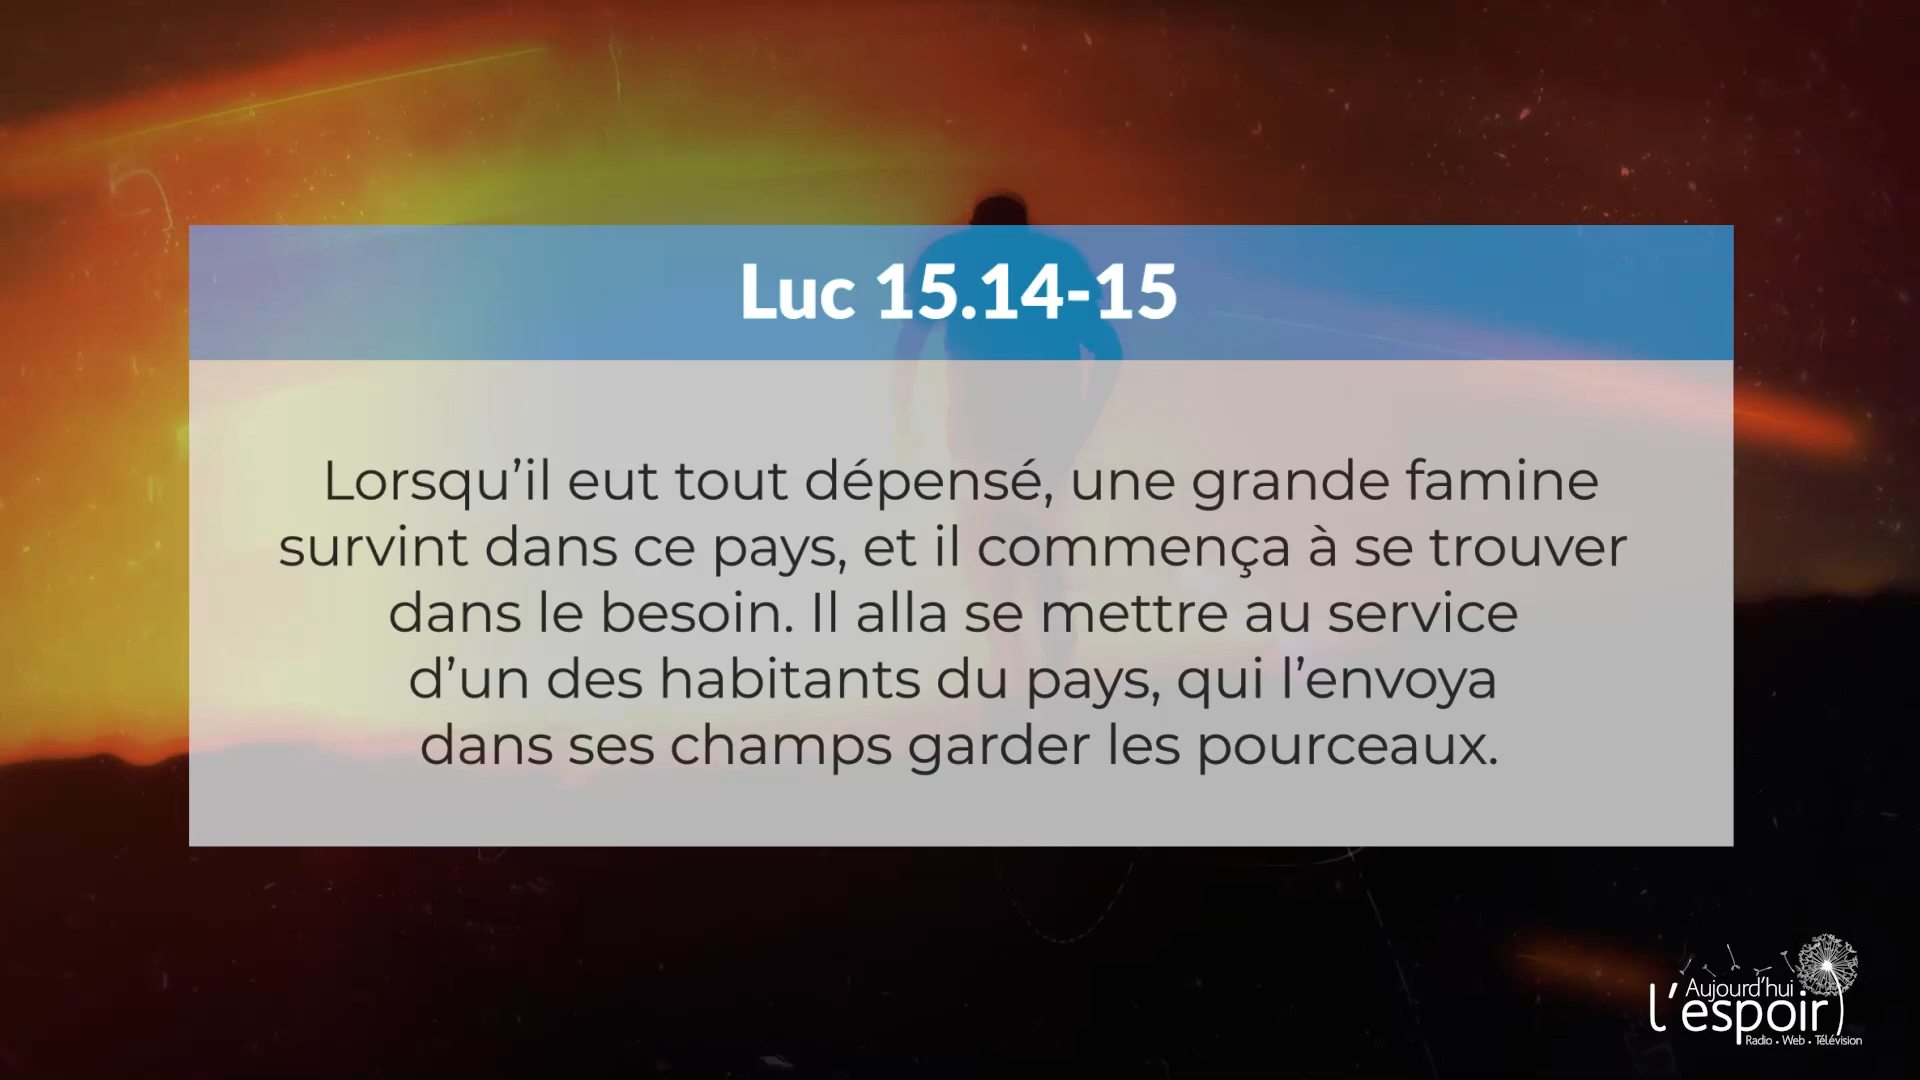 Luc 15.14-15
Lorsqu’il eut tout dépensé, une grande famine
survint dans ce pays, et il commença à se trouver
dans le besoin. Il alla se mettre au service
d’un des habitants du pays, qui l’envoya
dans ses champs garder les pourceaux.
Aujourd'hui
l'espoir
Radio • Web • Télévision